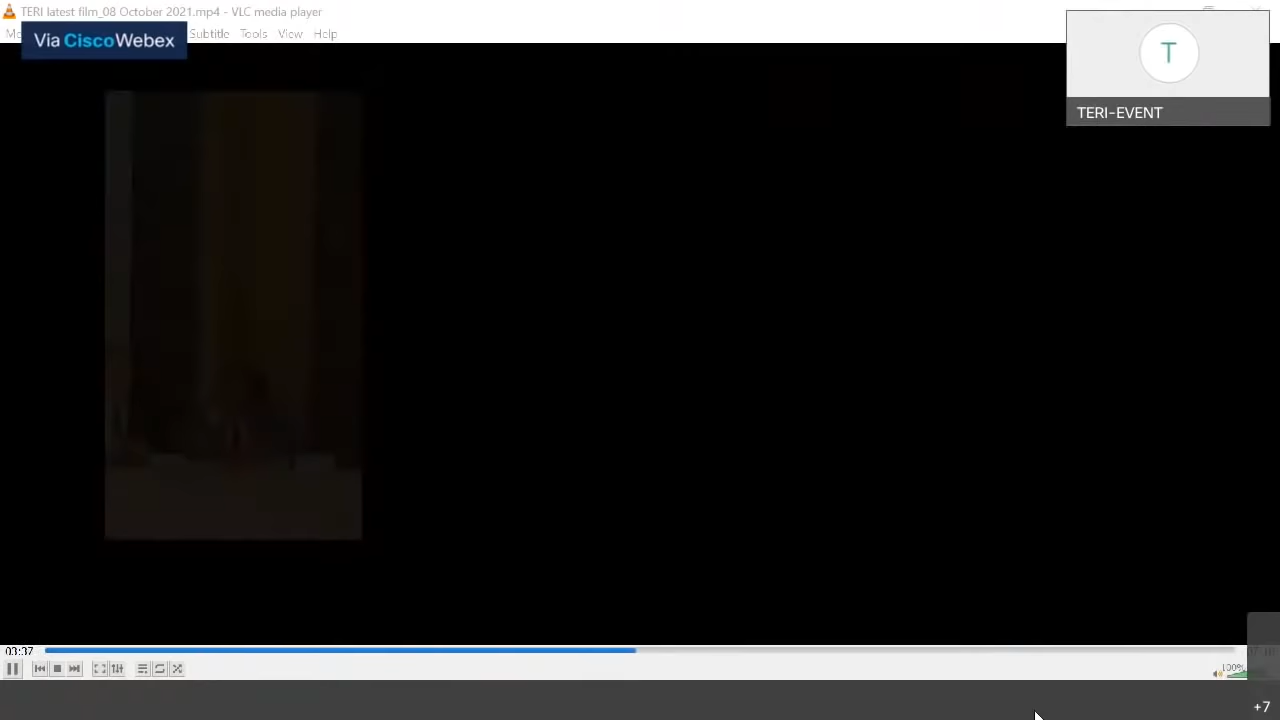 TERI latest film_08 October 2021.mp4 - VLC media player
Via CiscoWebex
Subtitle Tools View Help
T
TERI-EVENT
03:37
100%
+7